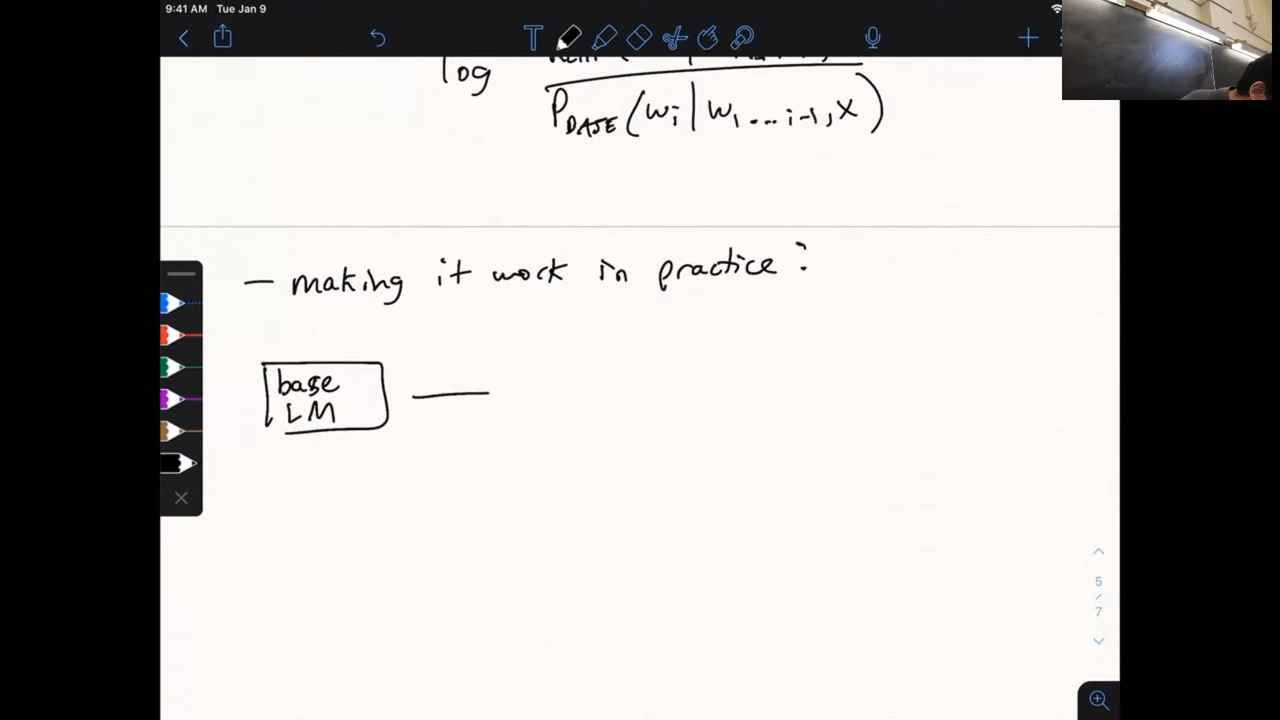 9:41 AM Tue Jan 9
log
P_BASE(w_i | w_1...i-1, x)
– making it work in practice?
base
LM
5
/
7